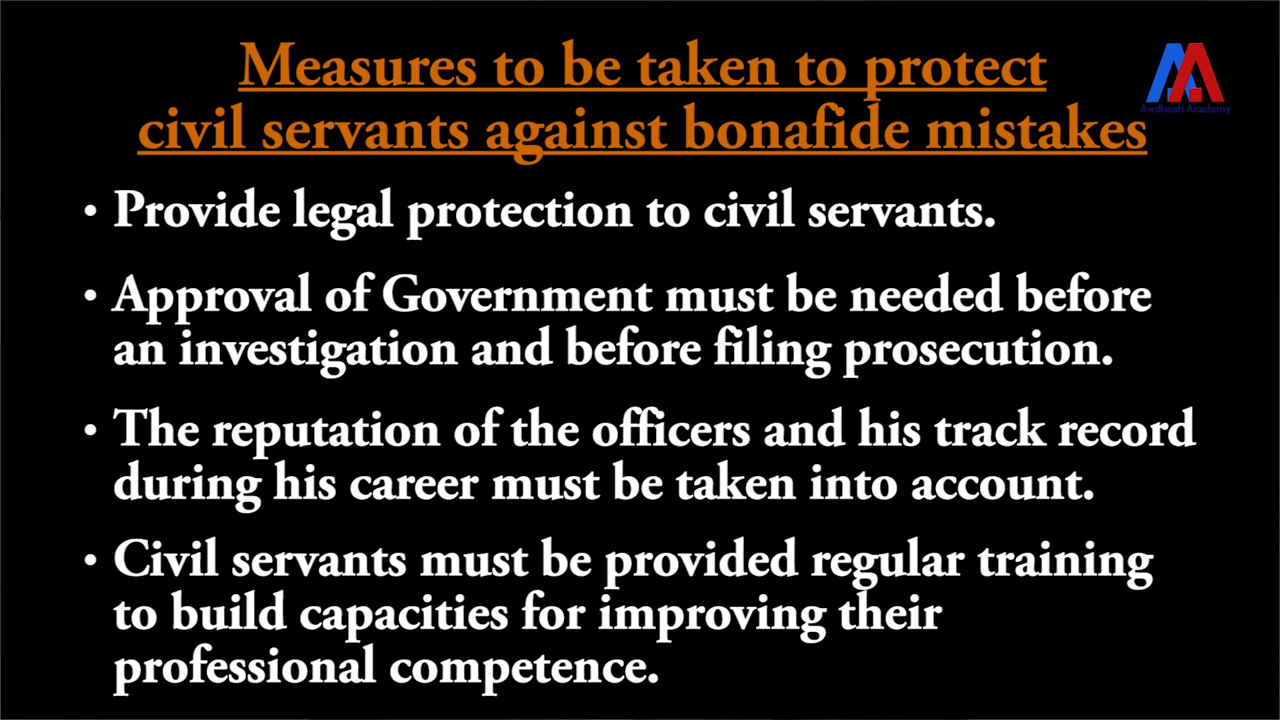 Measures to be taken to protect
civil servants against bonafide mistakes
Awdhesh Academy
• Provide legal protection to civil servants.
• Approval of Government must be needed before
an investigation and before filing prosecution.
• The reputation of the officers and his track record
during his career must be taken into account.
• Civil servants must be provided regular training
to build capacities for improving their
professional competence.